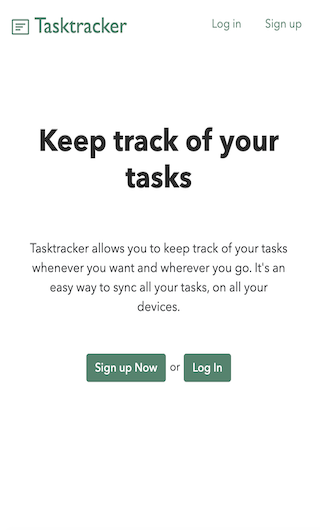 Tasktracker Log in Sign up
Keep track of your
tasks
Tasktracker allows you to keep track of your tasks
whenever you want and wherever you go. It's an
easy way to sync all your tasks, on all your
devices.
Sign up Now or Log In